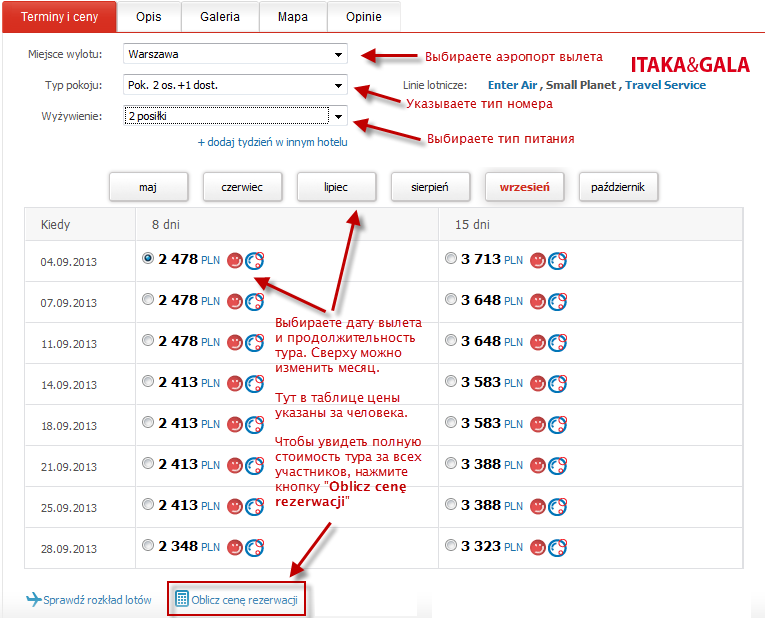 Terminy i ceny Opis Galeria Mapa Opinie
Miejsce wylotu: Warszawa Выбираете аэропорт вылета
ITAKA&GALA
Typ pokoju: Pok. 2 os.+1 dost. Linie lotnicze: Enter Air , Small Planet , Travel Service
Указываете тип номера
Wyżywienie: 2 posiłki Выбираете тип питания
+ dodaj tydzień w innym hotelu
maj czerwiec lipiec sierpień wrzesień październik
Kiedy 8 dni 15 dni
04.09.2013 2 478 PLN 3 713 PLN
07.09.2013 2 478 PLN 3 648 PLN
Выбираете дату вылета
и продолжительность
11.09.2013 2 478 PLN 3 648 PLN
тура. Сверху можно
изменить месяц.
14.09.2013 2 413 PLN 3 583 PLN
Тут в таблице цены
указаны за человека.
18.09.2013 2 413 PLN 3 583 PLN
Чтобы увидеть полную
стоимость тура за всех
21.09.2013 2 413 PLN 3 388 PLN
участников, нажмите
кнопку "Oblicz cenę
rezerwacji"
25.09.2013 2 413 PLN 3 388 PLN
28.09.2013 2 348 PLN 3 323 PLN
Sprawdź rozkład lotów Oblicz cenę rezerwacji